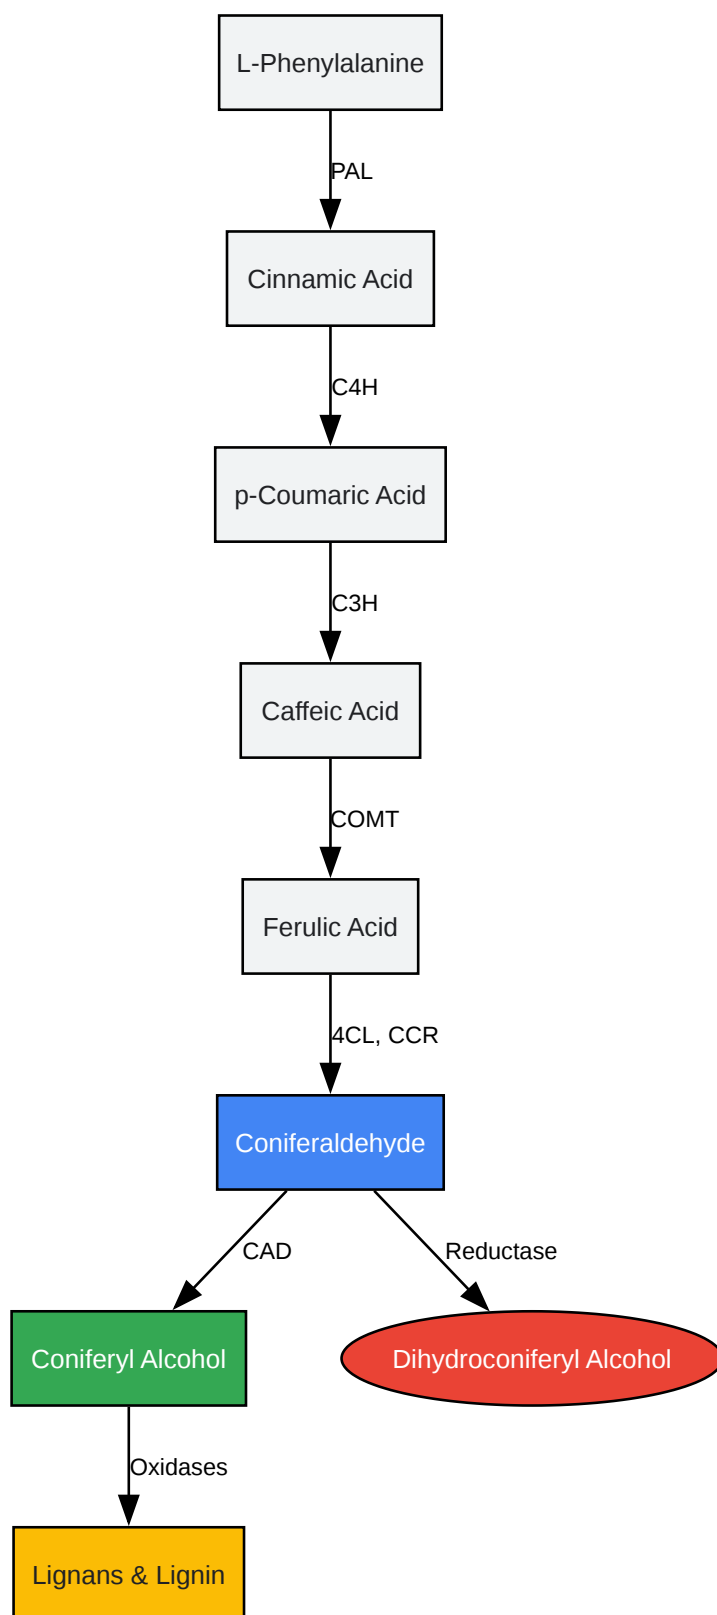 L-Phenylalanine
PAL
Cinnamic Acid
C4H
p-Coumaric Acid
C3H
Caffeic Acid
COMT
Ferulic Acid
4CL, CCR
Coniferaldehyde
CAD
Reductase
Coniferyl Alcohol
Dihydroconiferyl Alcohol
Oxidases
Lignans & Lignin